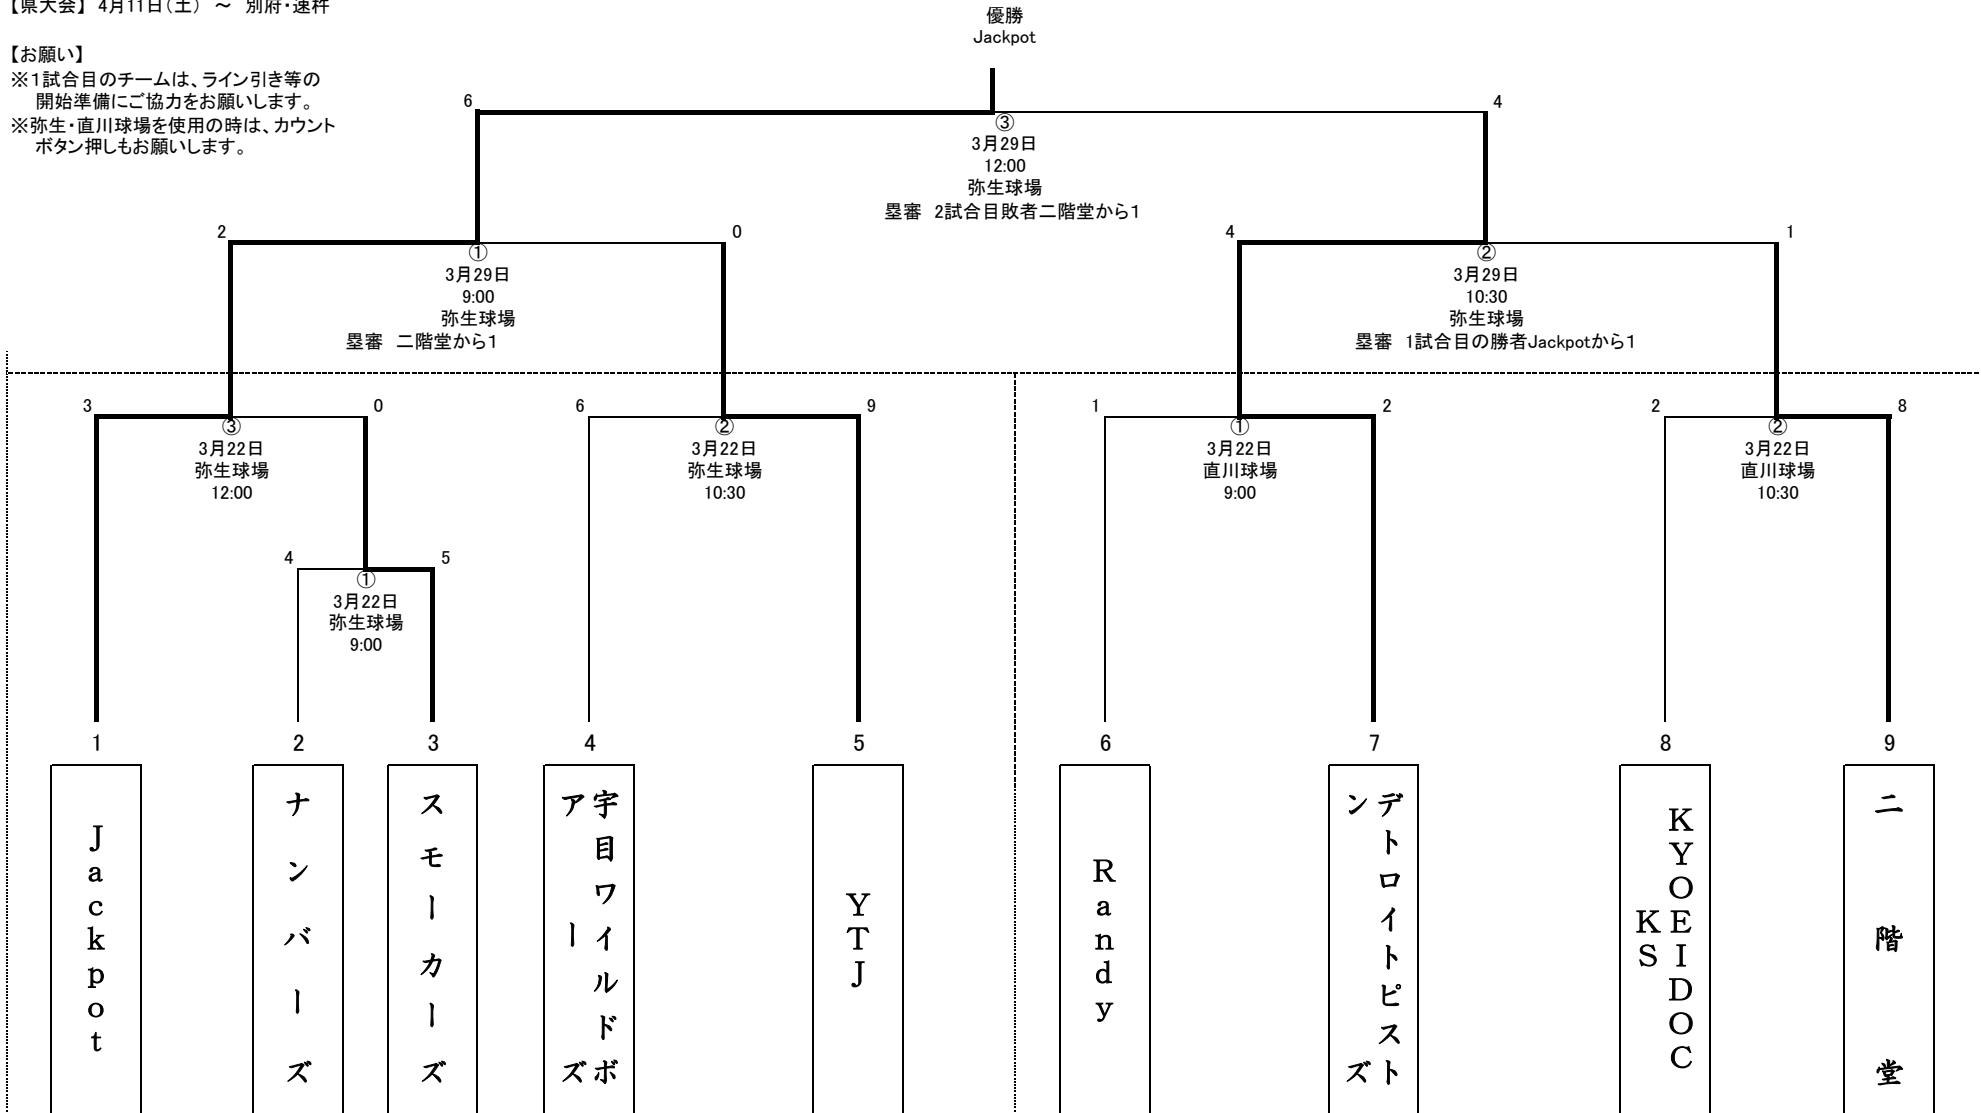 【県大会】 4月11日(土) ～ 別府・速杵
【お願い】
※1試合目のチームは、ライン引き等の
開始準備にご協力をお願いします。
※弥生・直川球場を使用の時は、カウント
ボタン押しもお願いします。
優勝
Jackpot
6
4
③
3月29日
12:00
弥生球場
塁審 2試合目敗者二階堂から1
2
0
①
3月29日
9:00
弥生球場
塁審 二階堂から1
4
1
②
3月29日
10:30
弥生球場
塁審 1試合目の勝者Jackpotから1
3
0
③
3月22日
弥生球場
12:00
6
9
②
3月22日
弥生球場
10:30
1
2
①
3月22日
直川球場
9:00
2
8
②
3月22日
直川球場
10:30
4
5
①
3月22日
弥生球場
9:00
1
2
3
4
5
6
7
8
9
Jackpot
ナンバーズ
スモーカーズ
宇目ワイルドボ
アーズ
YTJ
Randy
デトロイトピスト
ンズ
KYOEIDOC
KS
二階堂